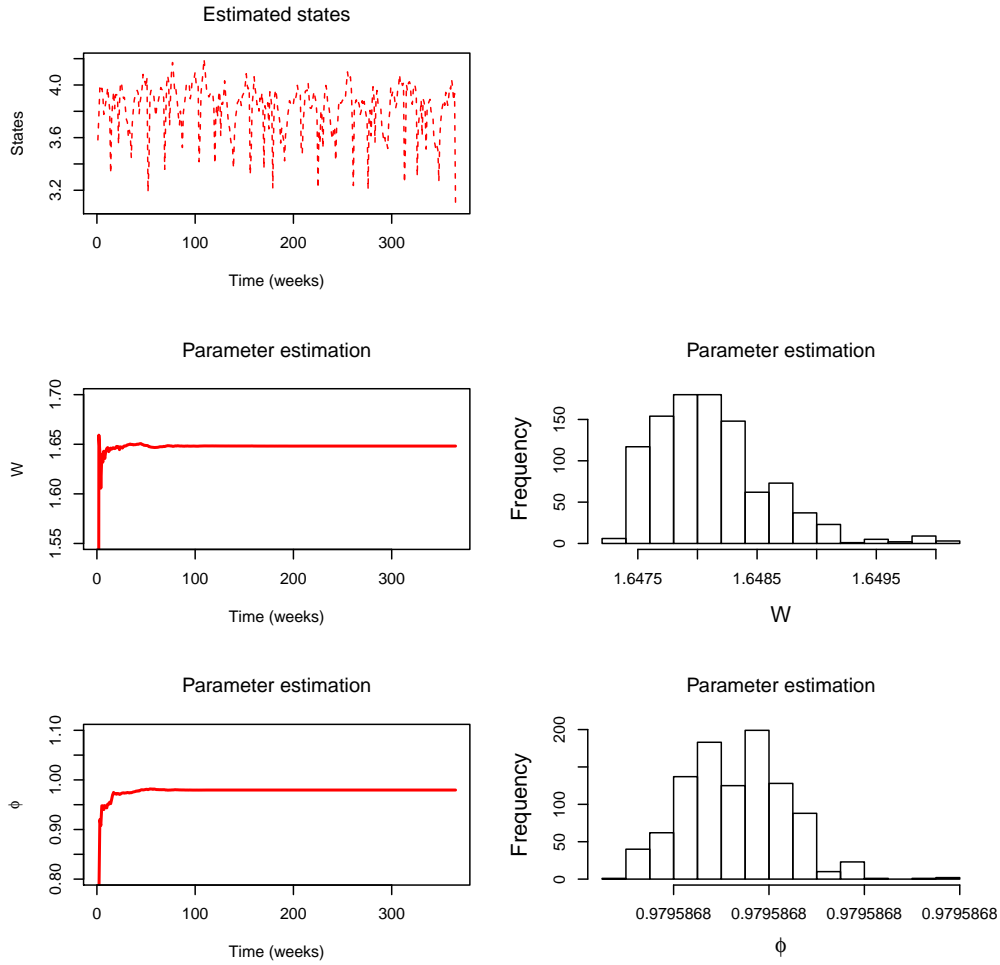 Estimated states
States
3.2 3.6 4.0
0 100 200 300
Time (weeks)
Parameter estimation
W
1.55 1.60 1.65 1.70
0 100 200 300
Time (weeks)
Parameter estimation
Frequency
0 50 100 150
1.6475 1.6485 1.6495
W
Parameter estimation
ϕ
0.80 0.90 1.00 1.10
0 100 200 300
Time (weeks)
Parameter estimation
Frequency
0 50 100 200
0.9795868 0.9795868 0.9795868 0.9795868
ϕ